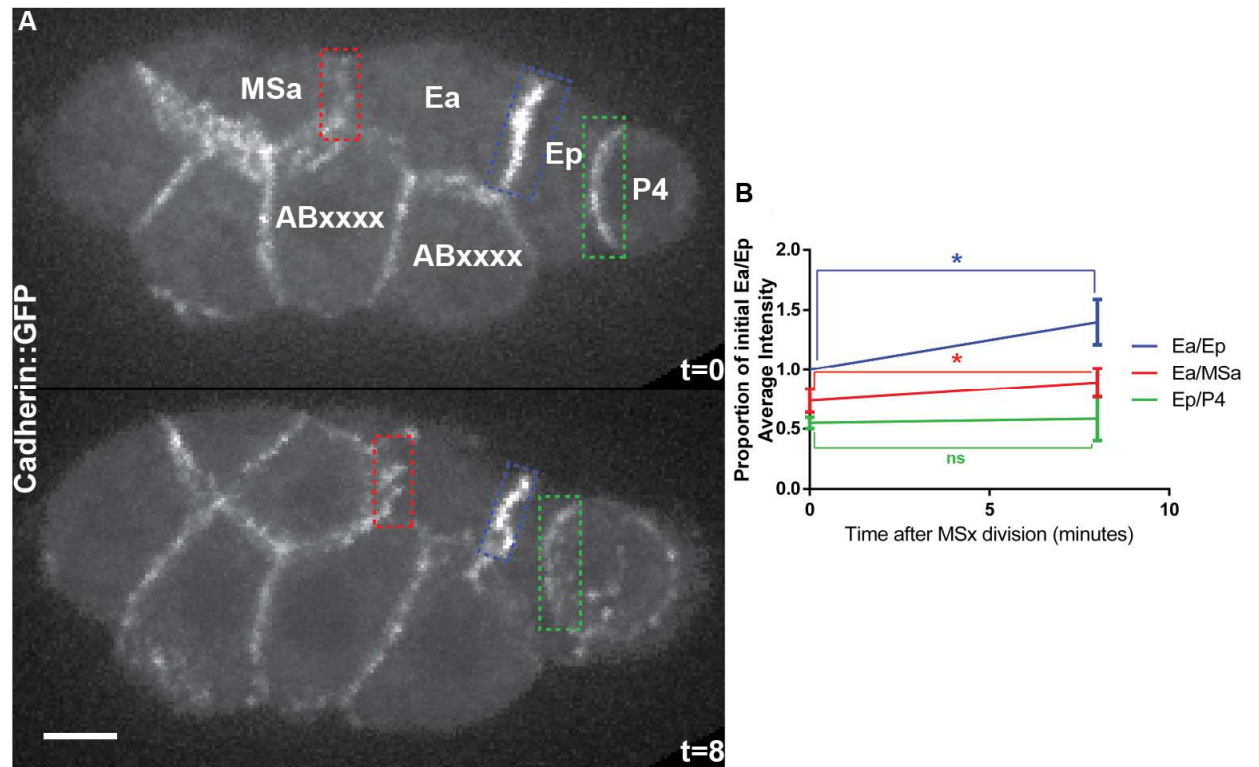 A
MSa
Ea
Ep
P4
ABxxxx
ABxxxx
t=0
Cadherin::GFP
t=8
B
Proportion of initial Ea/Ep
Average Intensity
2.0
1.5
1.0
0.5
0.0
*
*
ns
0
5
10
Time after MSx division (minutes)
Ea/Ep
Ea/MSa
Ep/P4